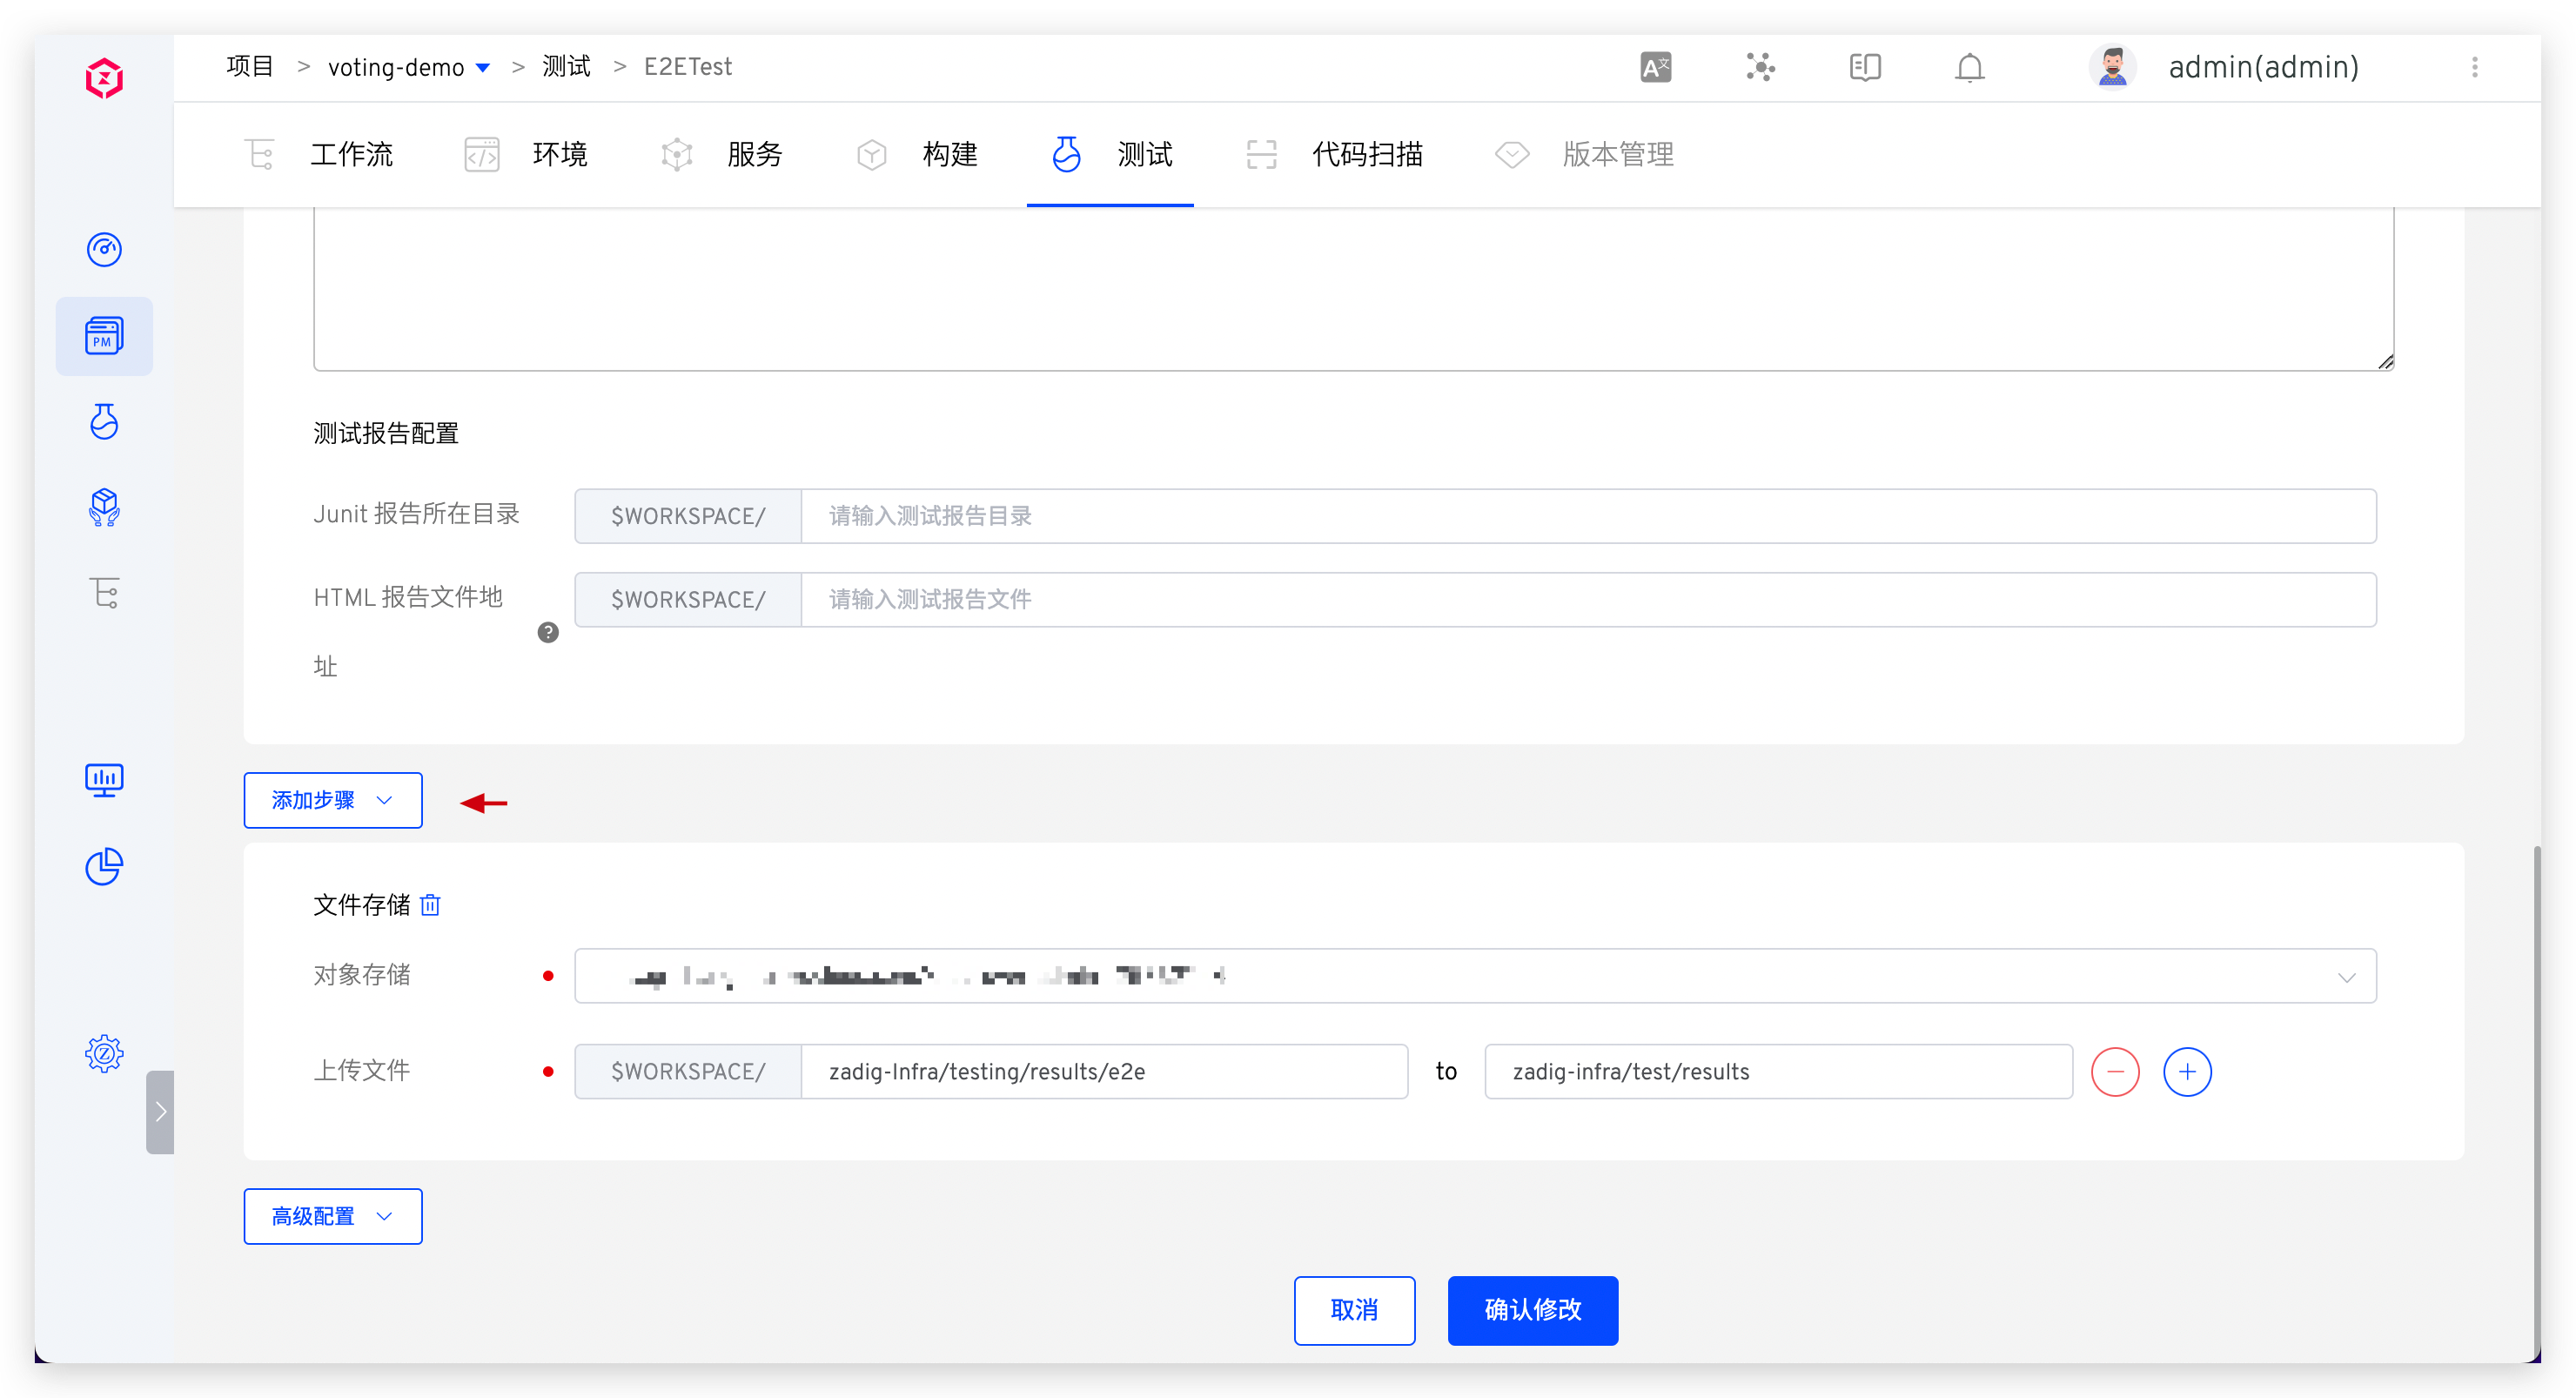 项目 > voting-demo > 测试 > E2ETest
admin(admin)
工作流 环境 服务 构建 测试 代码扫描 版本管理
PM
测试报告配置
Junit 报告所在目录 $WORKSPACE/ 请输入测试报告目录
HTML 报告文件地址 $WORKSPACE/ 请输入测试报告文件
添加步骤
文件存储
对象存储
上传文件 $WORKSPACE/ zadig-Infra/testing/results/e2e to zadig-infra/test/results
高级配置
取消 确认修改